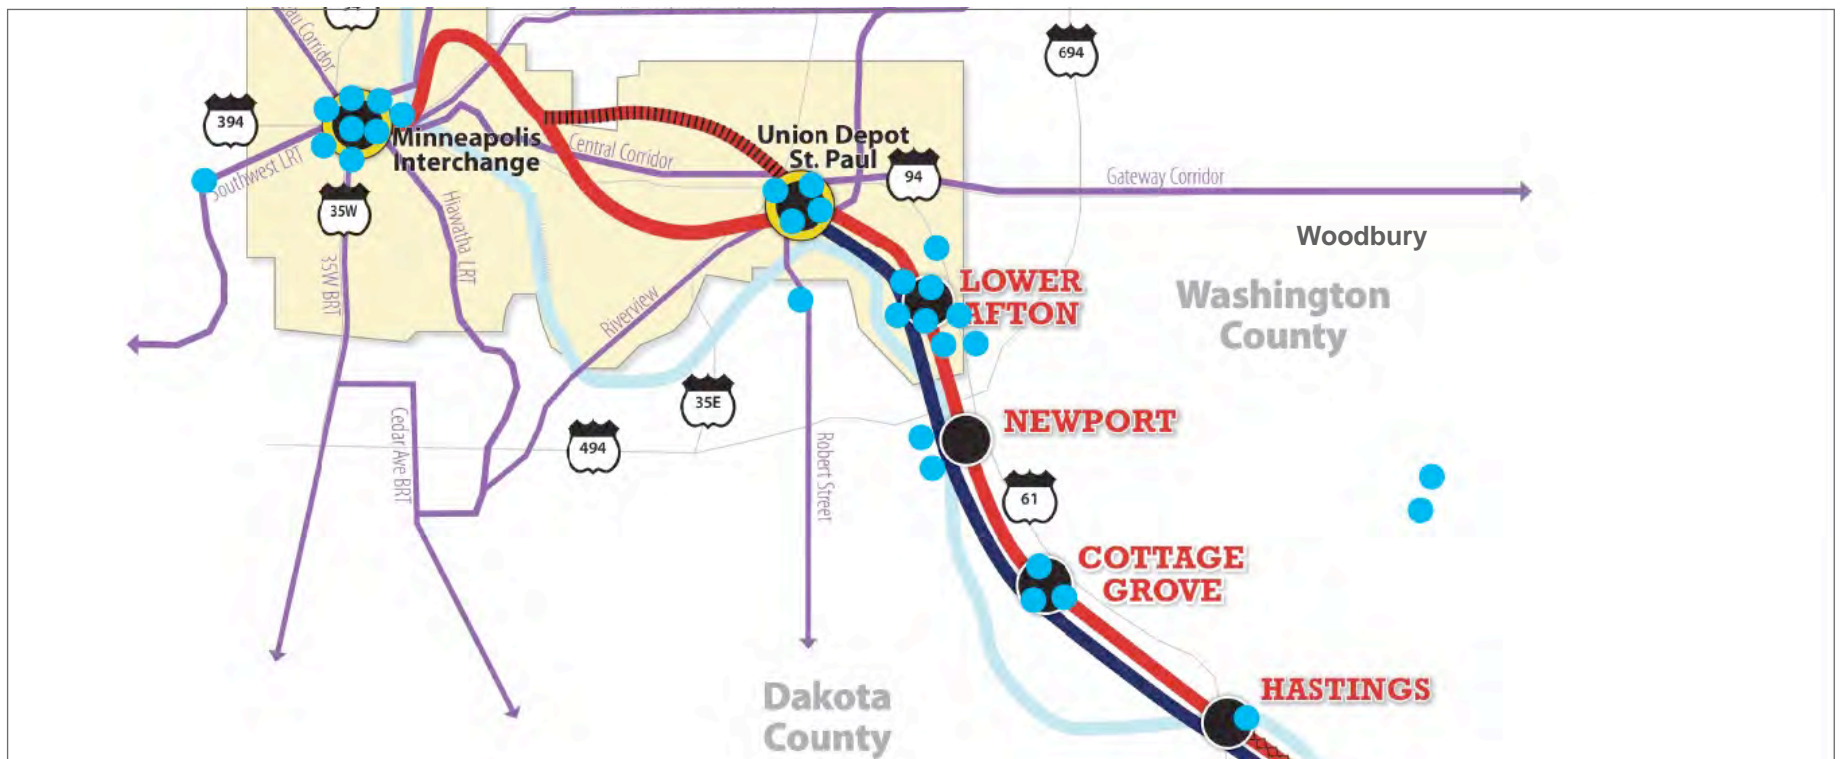 694
394
Minneapolis
Interchange
Union Depot
St. Paul
Central Corridor
94
Gateway Corridor
Southwest LRT
35W
Hiawatha LRT
Woodbury
35W BRT
LOWER
AFTON
Washington
County
Riverview
35E
NEWPORT
494
Cedar Ave BRT
Robert Street
61
COTTAGE
GROVE
HASTINGS
Dakota
County